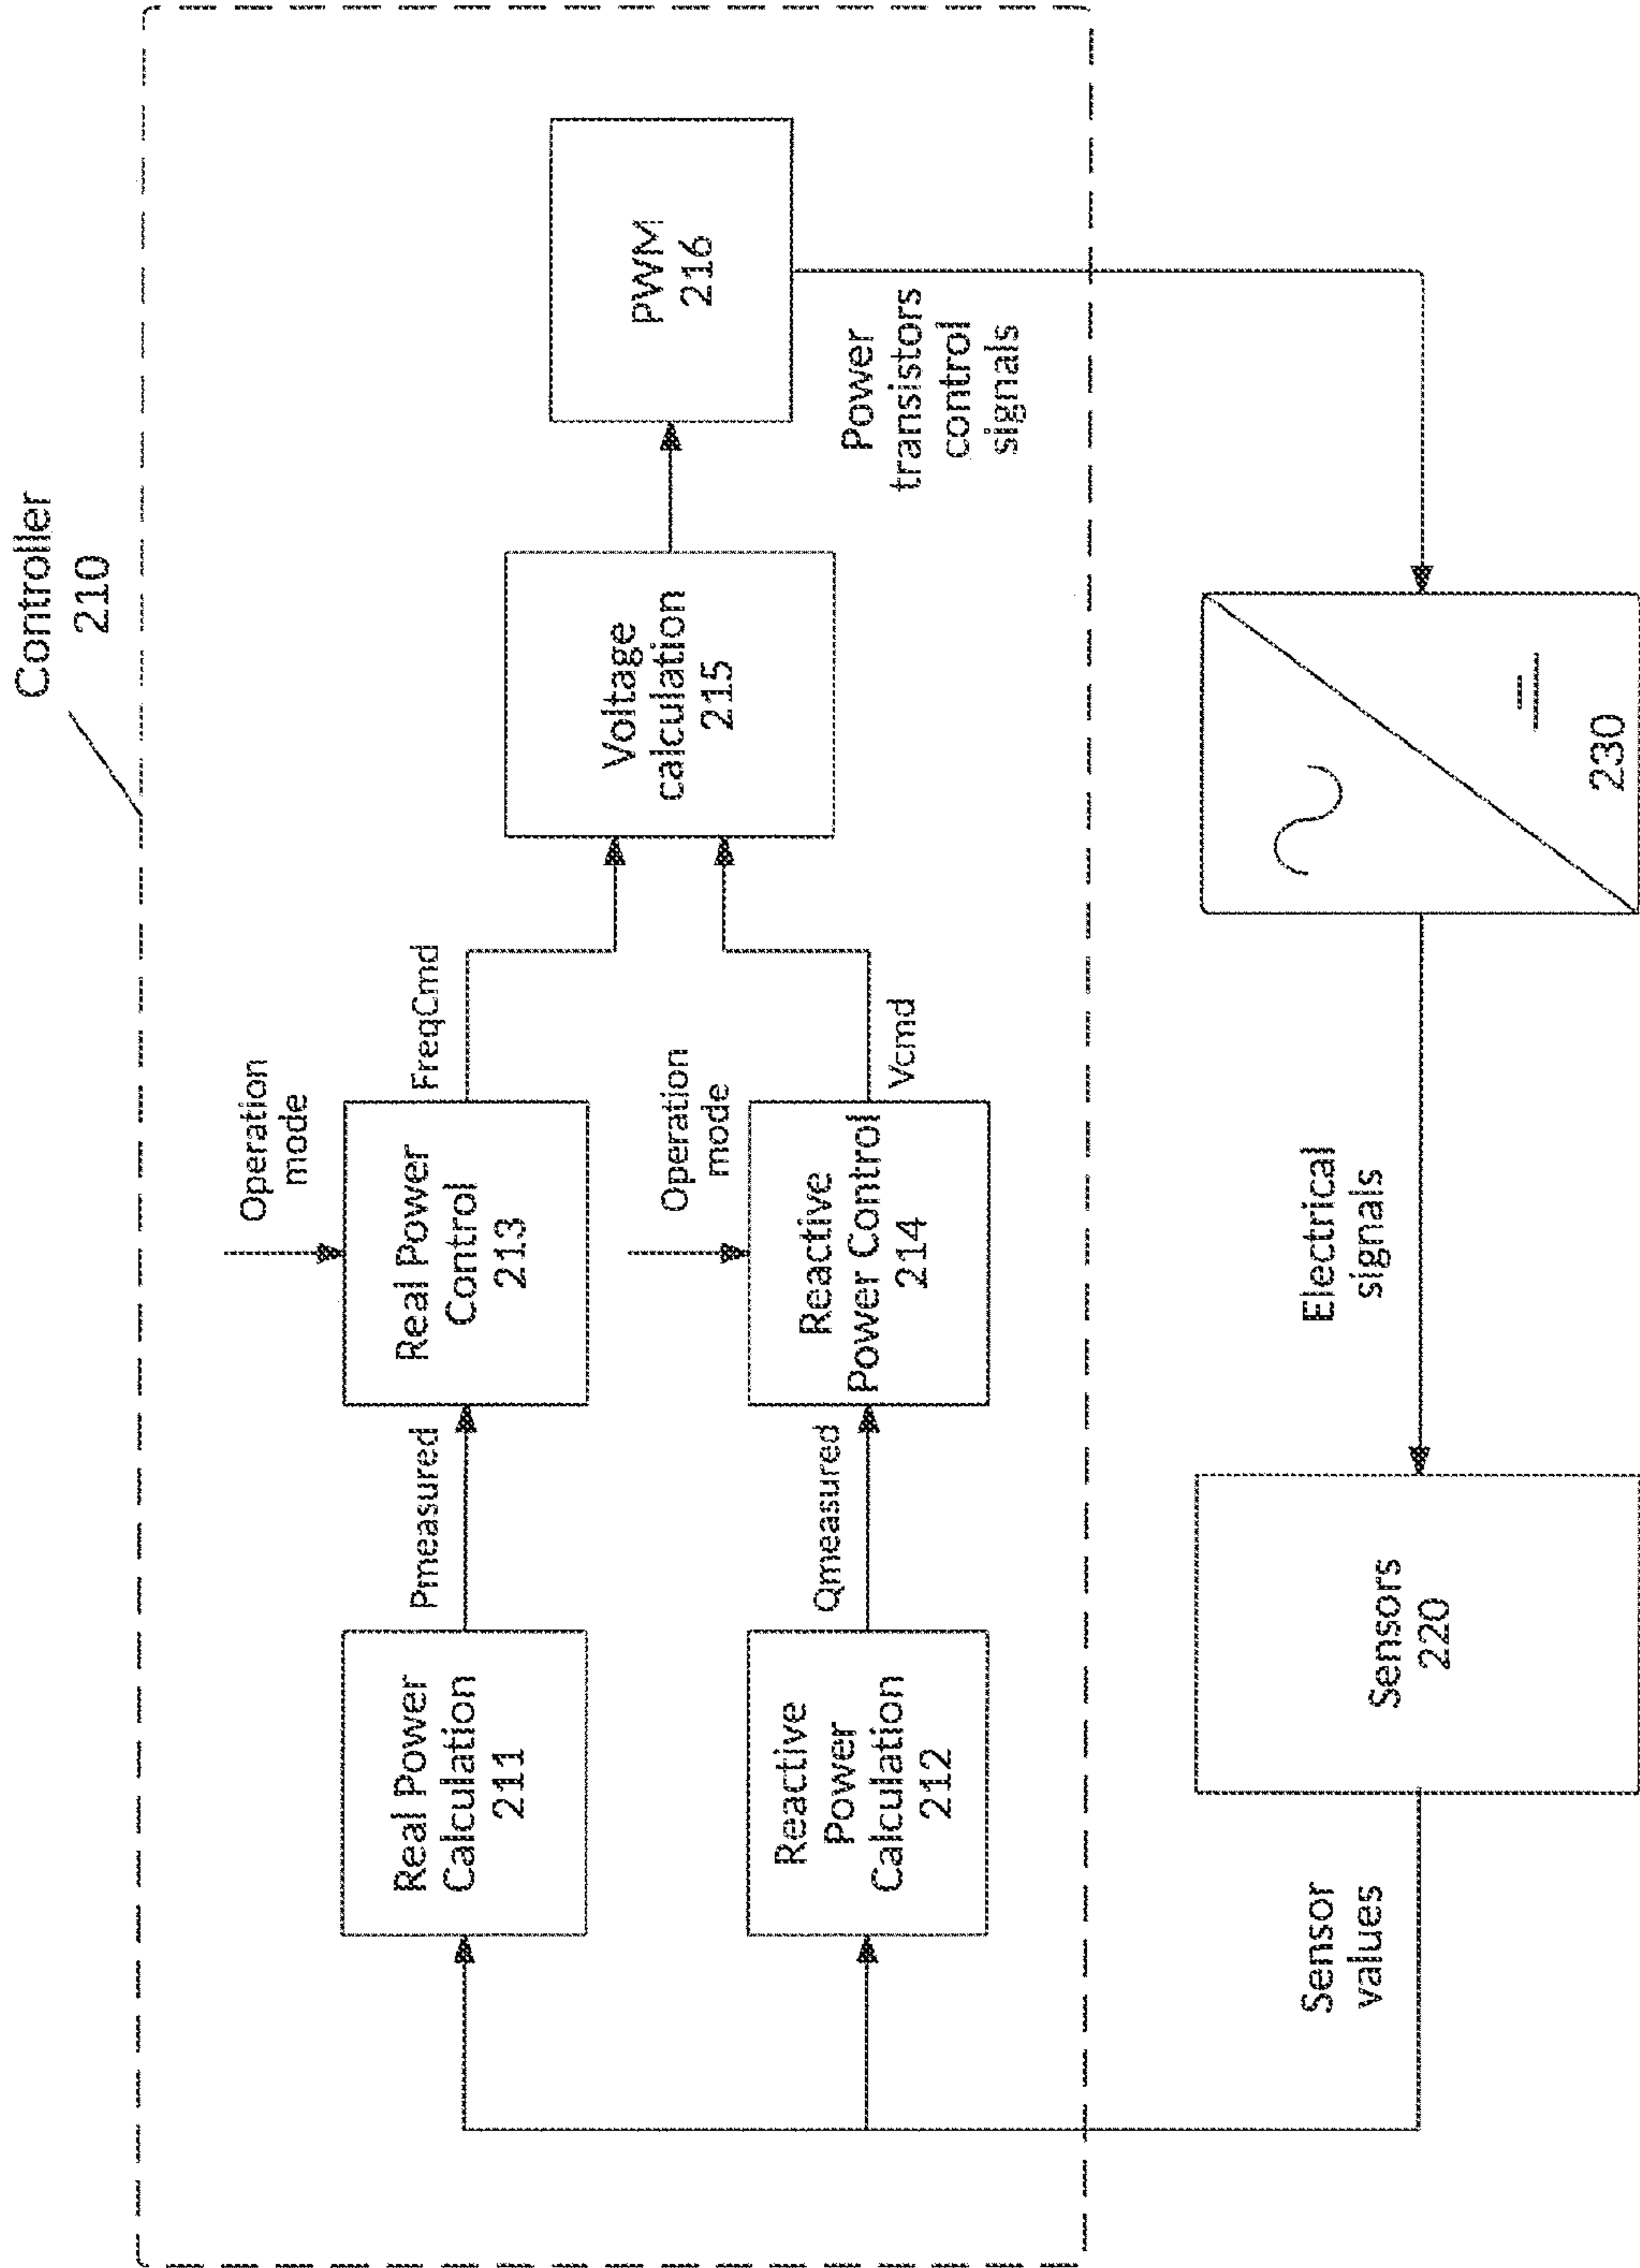 Controller
210
Real Power
Calculation
211
Pmeasured
Operation
mode
Real Power
Control
213
FreqCmd
Reactive
Power
Calculation
212
Qmeasured
Operation
mode
Reactive
Power Control
214
Vcmd
Voltage
calculation
215
PWM
216
Power
transistors
control
signals
Sensor
values
Sensors
220
Electrical
signals
230